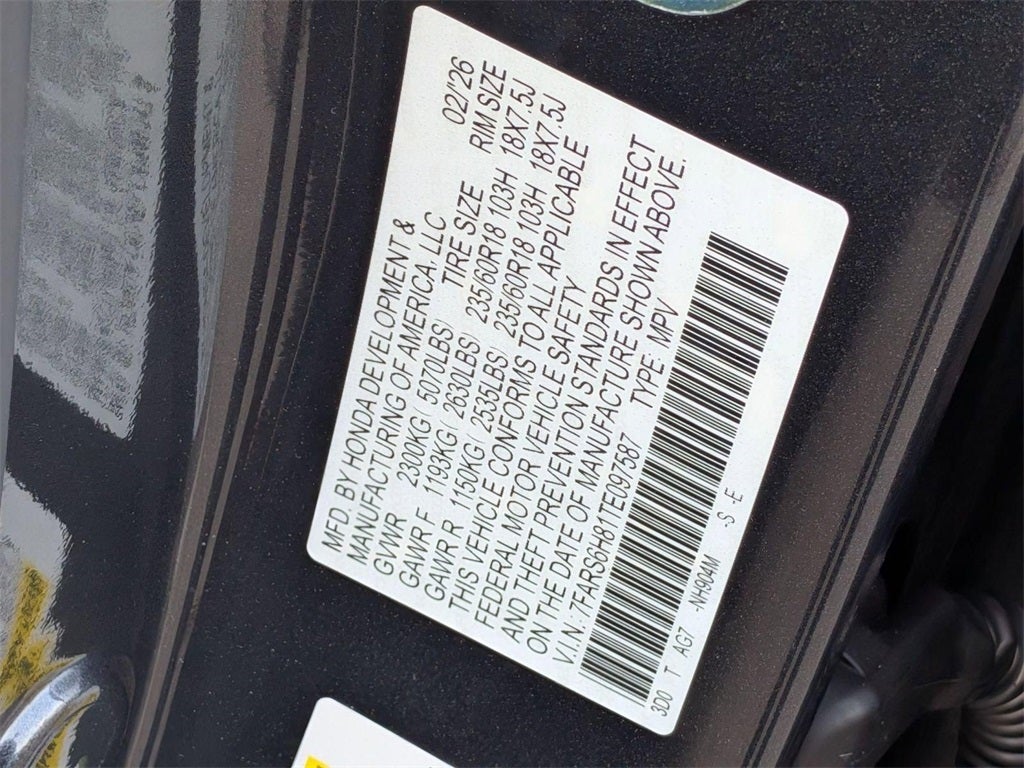 MFD. BY HONDA DEVELOPMENT &
MANUFACTURING OF AMERICA, LLC 02/'26
GVWR 2300KG ( 5070LBS) TIRE SIZE RIM SIZE
GAWR F 1193KG ( 2630LBS) 235/60R18 103H 18X7.5J
GAWR R 1150KG ( 2535LBS) 235/60R18 103H 18X7.5J
THIS VEHICLE CONFORMS TO ALL APPLICABLE
FEDERAL MOTOR VEHICLE SAFETY
AND THEFT PREVENTION STANDARDS IN EFFECT
ON THE DATE OF MANUFACTURE SHOWN ABOVE.
V.I.N.: 7FARS6H81TE097587 TYPE: MPV
3D0 T AG7 -NH904M -S -E